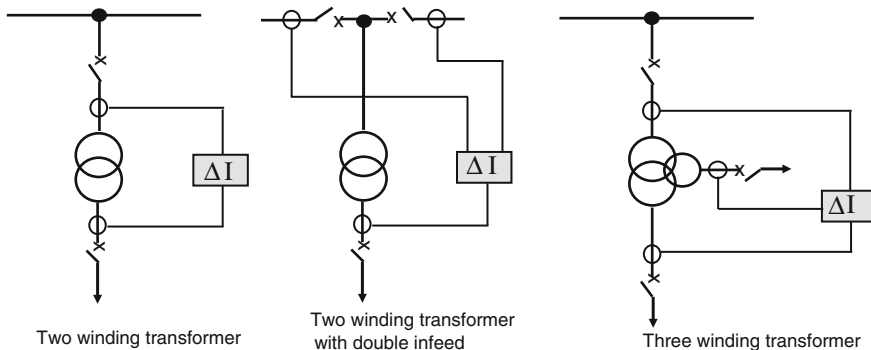 ΔI
ΔI
ΔI
Two winding transformer
Two winding transformer
with double infeed
Three winding transformer